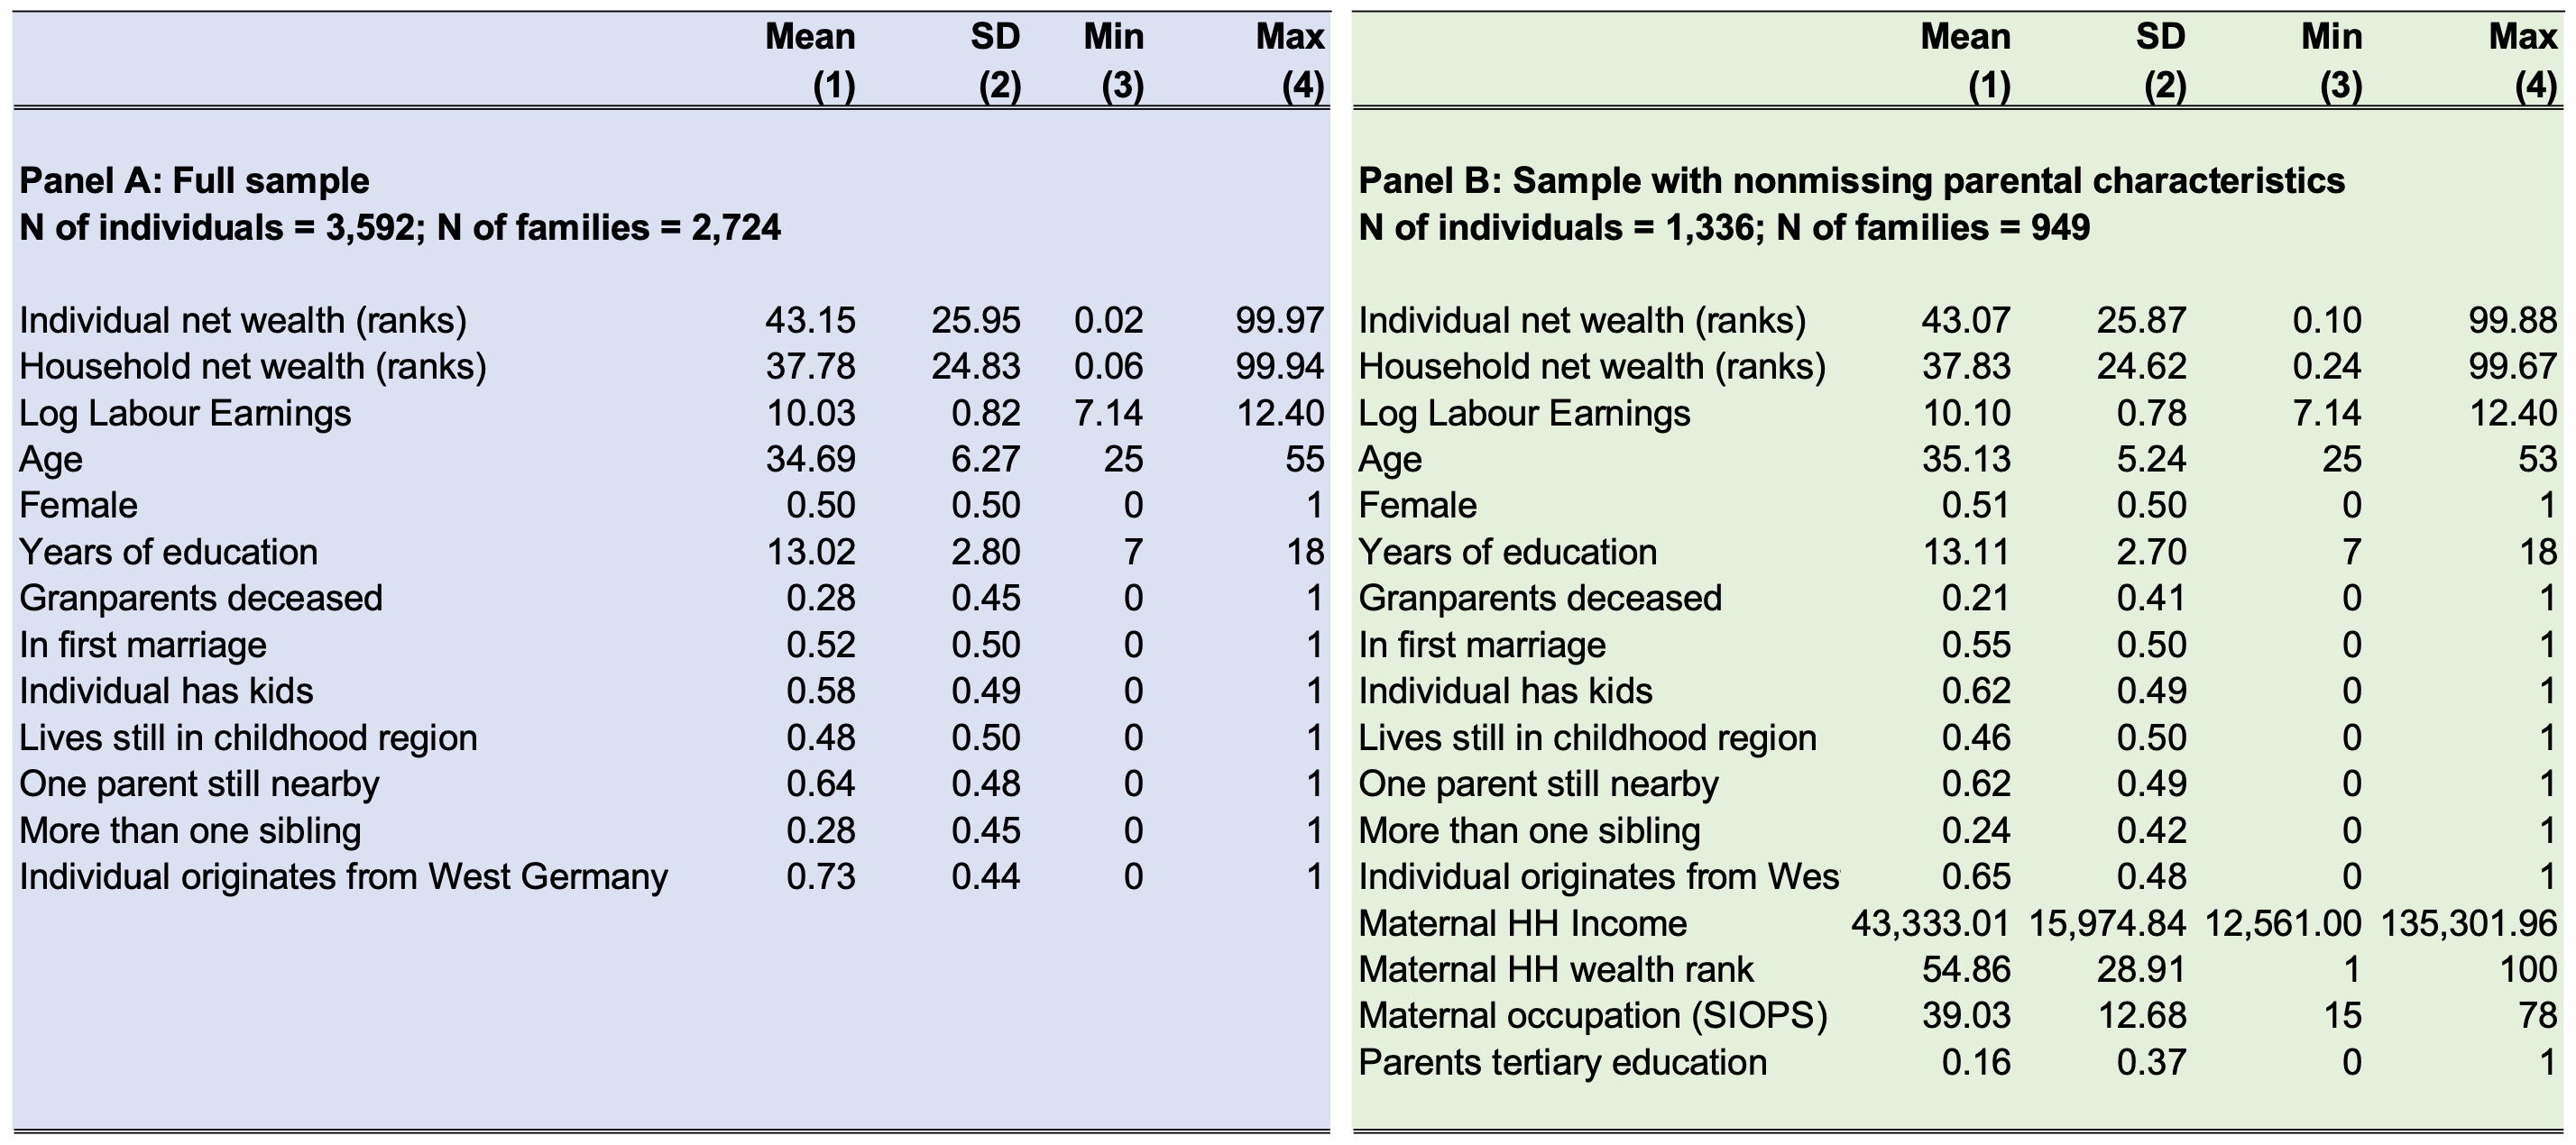 Mean SD Min Max
(1) (2) (3) (4)
Panel A: Full sample
N of individuals = 3,592; N of families = 2,724
Individual net wealth (ranks) 43.15 25.95 0.02 99.97
Household net wealth (ranks) 37.78 24.83 0.06 99.94
Log Labour Earnings 10.03 0.82 7.14 12.40
Age 34.69 6.27 25 55
Female 0.50 0.50 0 1
Years of education 13.02 2.80 7 18
Granparents deceased 0.28 0.45 0 1
In first marriage 0.52 0.50 0 1
Individual has kids 0.58 0.49 0 1
Lives still in childhood region 0.48 0.50 0 1
One parent still nearby 0.64 0.48 0 1
More than one sibling 0.28 0.45 0 1
Individual originates from West Germany 0.73 0.44 0 1
Mean SD Min Max
(1) (2) (3) (4)
Panel B: Sample with nonmissing parental characteristics
N of individuals = 1,336; N of families = 949
Individual net wealth (ranks) 43.07 25.87 0.10 99.88
Household net wealth (ranks) 37.83 24.62 0.24 99.67
Log Labour Earnings 10.10 0.78 7.14 12.40
Age 35.13 5.24 25 53
Female 0.51 0.50 0 1
Years of education 13.11 2.70 7 18
Granparents deceased 0.21 0.41 0 1
In first marriage 0.55 0.50 0 1
Individual has kids 0.62 0.49 0 1
Lives still in childhood region 0.46 0.50 0 1
One parent still nearby 0.62 0.49 0 1
More than one sibling 0.24 0.42 0 1
Individual originates from Wes 0.65 0.48 0 1
Maternal HH Income 43,333.01 15,974.84 12,561.00 135,301.96
Maternal HH wealth rank 54.86 28.91 1 100
Maternal occupation (SIOPS) 39.03 12.68 15 78
Parents tertiary education 0.16 0.37 0 1